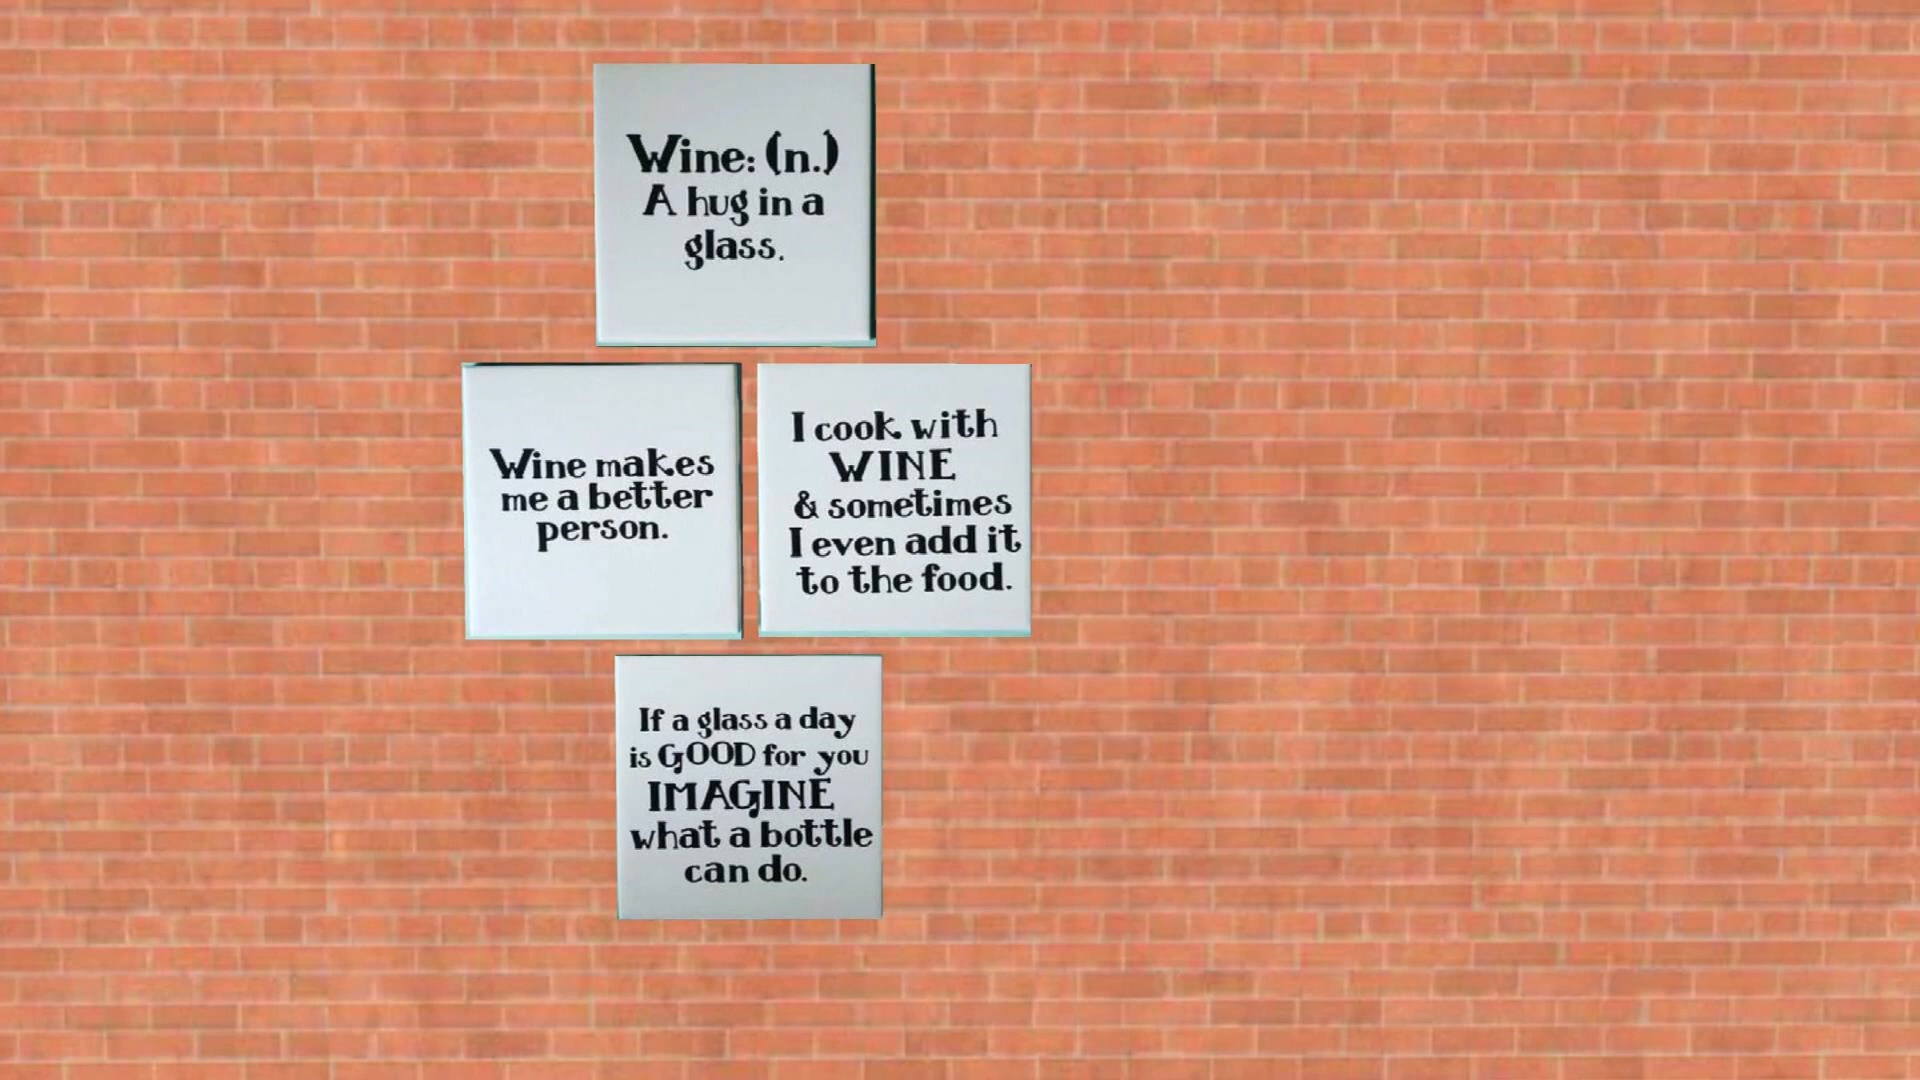 Wine: (n.)
A hug in a
glass.
Wine makes
me a better
person.
I cook with
WINE
& sometimes
I even add it
to the food.
If a glass a day
is GOOD for you
IMAGINE
what a bottle
can do.